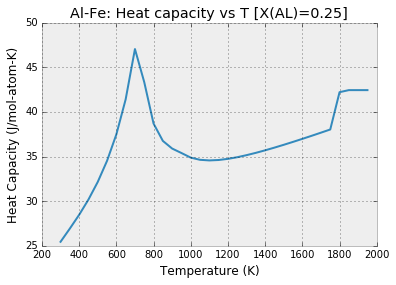 Al-Fe: Heat capacity vs T [X(AL)=0.25]
50
45
40
35
30
25
Heat Capacity (J/mol-atom-K)
200 400 600 800 1000 1200 1400 1600 1800 2000
Temperature (K)